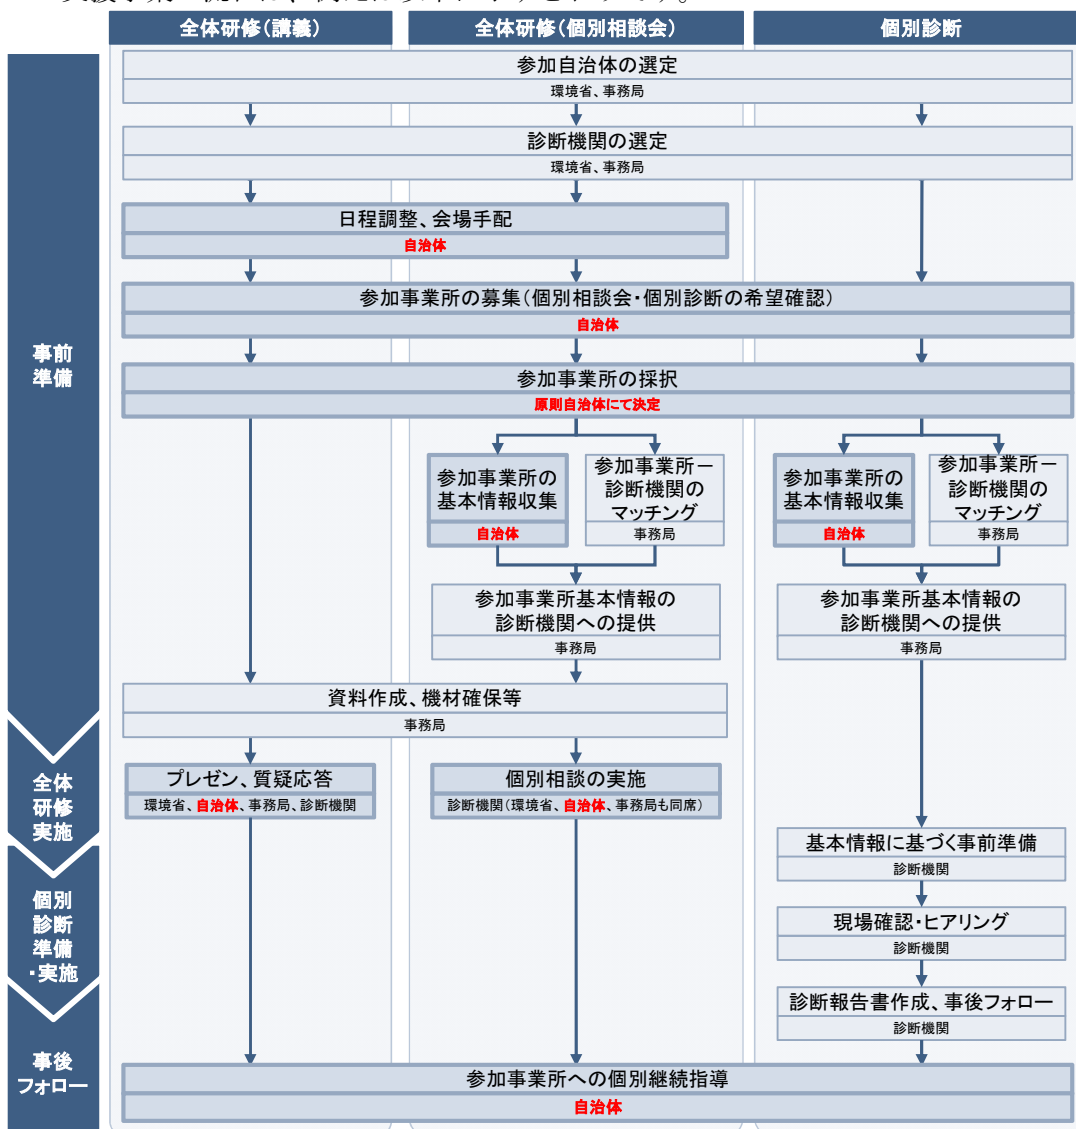 全体研修(講義)
全体研修(個別相談会)
個別診断
事前
準備
参加自治体の選定
環境省、事務局
診断機関の選定
環境省、事務局
日程調整、会場手配
自治体
参加事業所の募集(個別相談会・個別診断の希望確認)
自治体
参加事業所の採択
原則自治体にて決定
参加事業所の
基本情報収集
自治体
参加事業所ー
診断機関の
マッチング
事務局
参加事業所の
基本情報収集
自治体
参加事業所ー
診断機関の
マッチング
事務局
参加事業所基本情報の
診断機関への提供
事務局
参加事業所基本情報の
診断機関への提供
事務局
資料作成、機材確保等
事務局
全体
研修
実施
プレゼン、質疑応答
環境省、自治体、事務局、診断機関
個別相談の実施
診断機関(環境省、自治体、事務局も同席)
個別
診断
準備
・実施
基本情報に基づく事前準備
診断機関
現場確認・ヒアリング
診断機関
診断報告書作成、事後フォロー
診断機関
事後
フォロー
参加事業所への個別継続指導
自治体